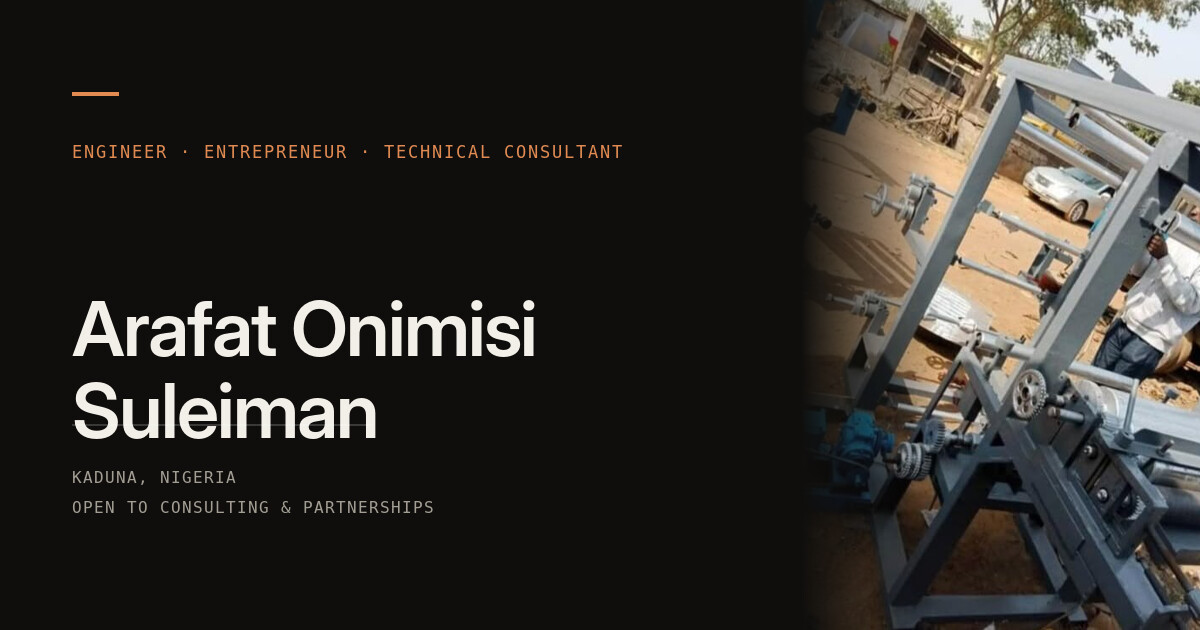 ENGINEER · ENTREPRENEUR · TECHNICAL CONSULTANT
Arafat Onimisi
Suleiman
KADUNA, NIGERIA
OPEN TO CONSULTING & PARTNERSHIPS